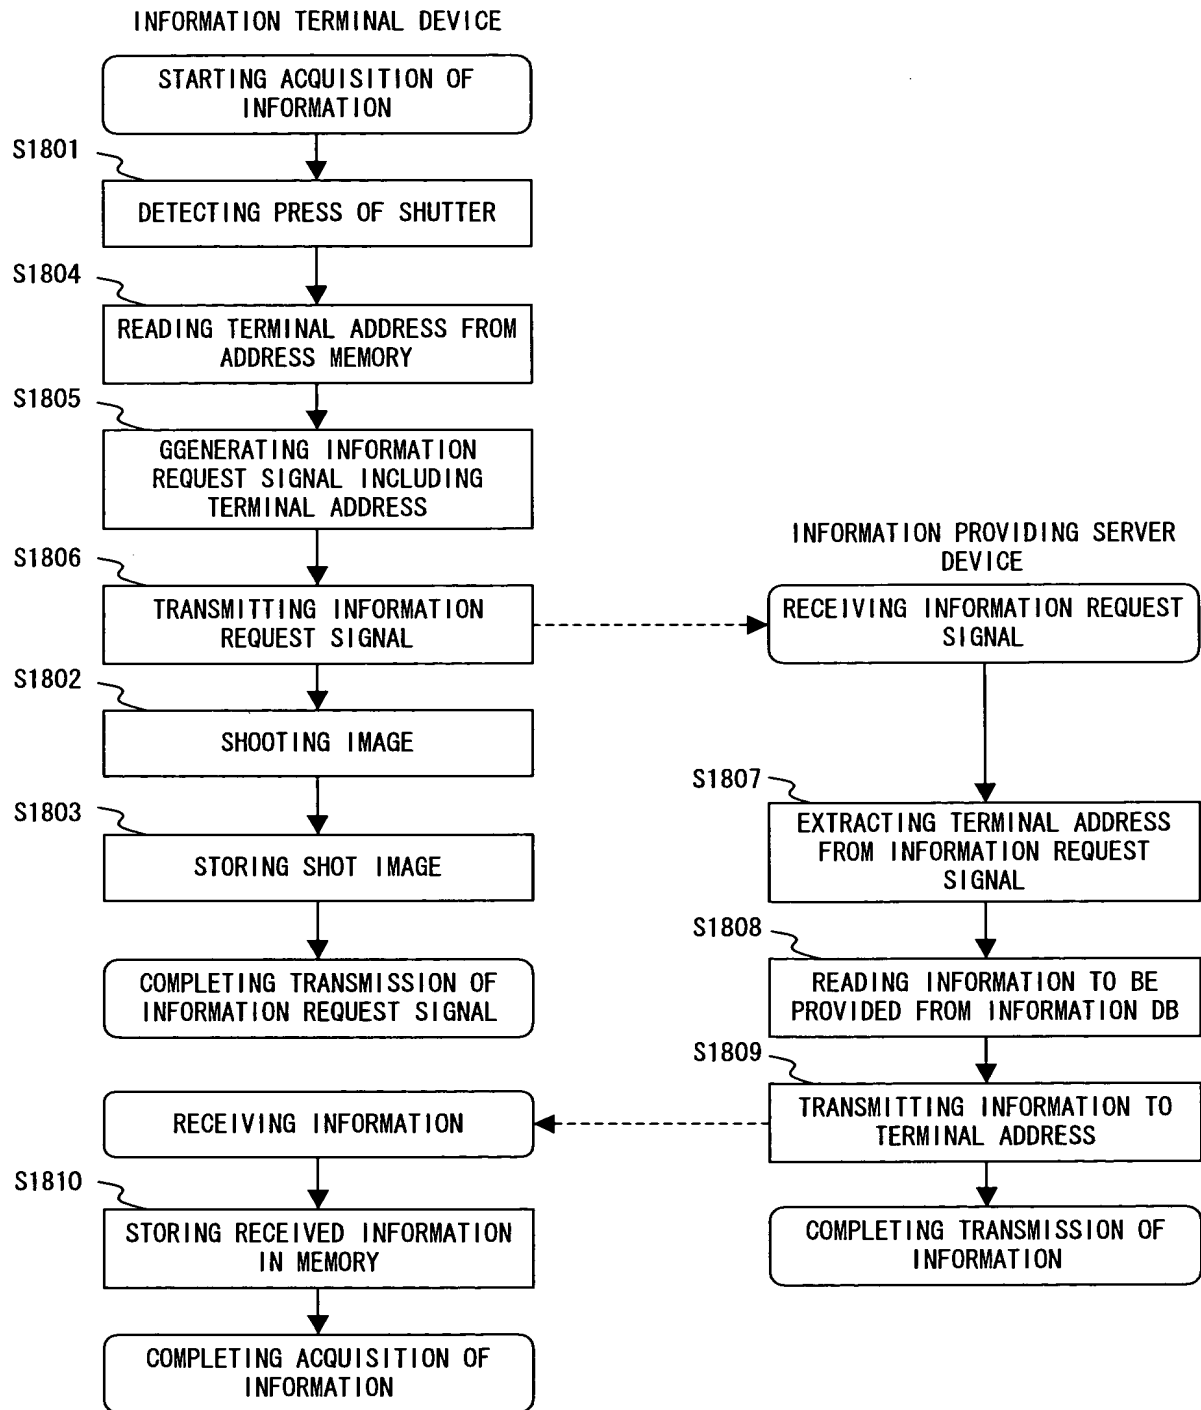 INFORMATION TERMINAL DEVICE
STARTING ACQUISITION OF
INFORMATION
S1801
DETECTING PRESS OF SHUTTER
S1804
READING TERMINAL ADDRESS FROM
ADDRESS MEMORY
S1805
GGENERATING INFORMATION
REQUEST SIGNAL INCLUDING
TERMINAL ADDRESS
S1806
TRANSMITTING INFORMATION
REQUEST SIGNAL
S1802
SHOOTING IMAGE
S1803
STORING SHOT IMAGE
COMPLETING TRANSMISSION OF
INFORMATION REQUEST SIGNAL
INFORMATION PROVIDING SERVER
DEVICE
RECEIVING INFORMATION REQUEST
SIGNAL
S1807
EXTRACTING TERMINAL ADDRESS
FROM INFORMATION REQUEST
SIGNAL
S1808
READING INFORMATION TO BE
PROVIDED FROM INFORMATION DB
S1809
TRANSMITTING INFORMATION TO
TERMINAL ADDRESS
COMPLETING TRANSMISSION OF
INFORMATION
RECEIVING INFORMATION
S1810
STORING RECEIVED INFORMATION
IN MEMORY
COMPLETING ACQUISITION OF
INFORMATION